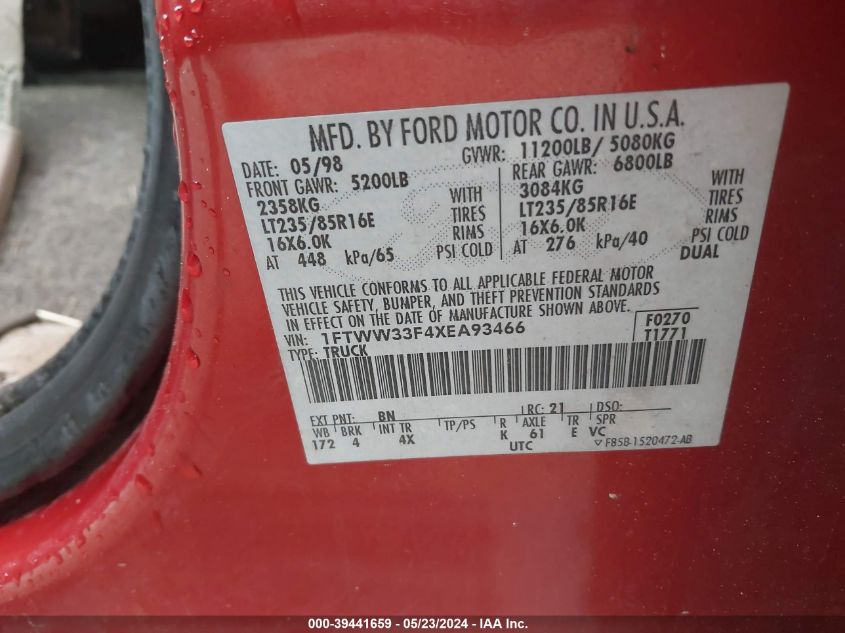 MFD. BY FORD MOTOR CO. IN U.S.A.
DATE: 05/98 GVWR: 11200LB/ 5080KG
FRONT GAWR: 5200LB REAR GAWR: 6800LB
2358KG WITH 3084KG WITH
LT235/85R16E TIRES LT235/85R16E TIRES
16X6.0K RIMS 16X6.0K RIMS
AT 448 kPa/65 PSI COLD AT 276 kPa/40 PSI COLD
DUAL
THIS VEHICLE CONFORMS TO ALL APPLICABLE FEDERAL MOTOR
VEHICLE SAFETY, BUMPER, AND THEFT PREVENTION STANDARDS
IN EFFECT ON THE DATE OF MANUFACTURE SHOWN ABOVE.
VIN: 1FTWW33F4XEA93466 F0270
TYPE: TRUCK T1771
EXT PNT: BN RC: 21 DSO:
WB BRK INT TR TP/PS R AXLE TR SPR
172 4 4X K 61 E VC
UTC ▽ F85B-1520472-AB
000-39441659 - 05/23/2024 - IAA Inc.